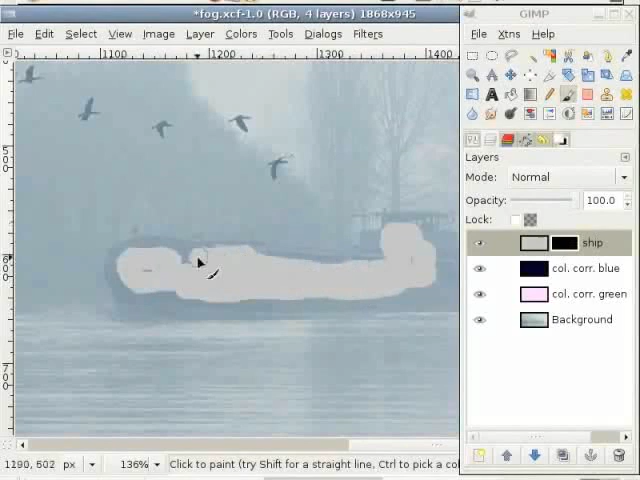 *fog.xcf-1.0 (RGB, 4 layers) 1868x945
GIMP
File Edit Select View Image Layer Colors Tools Dialogs Filters
File Xtns Help
1100 1200 1300 1400
Layers
Mode: Normal
Opacity: 100.0
Lock:
ship
col. corr. blue
col. corr. green
Background
1190, 502 px 136% Click to paint (try Shift for a straight line, Ctrl to pick a col